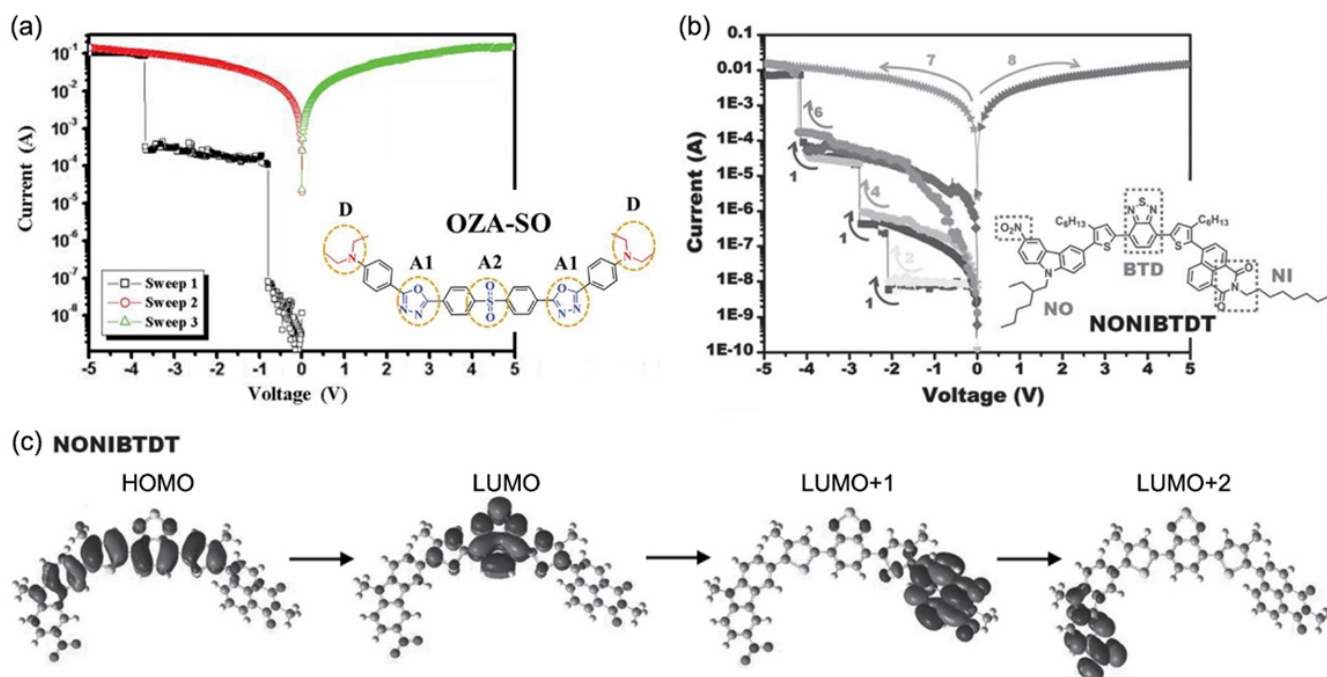 (a)
10⁻¹
10⁻²
10⁻³
10⁻⁴
10⁻⁵
10⁻⁶
10⁻⁷
10⁻⁸
Current (A)
-5 -4 -3 -2 -1 0 1 2 3 4 5
Voltage (V)
Sweep 1
Sweep 2
Sweep 3
OZA-SO
D
D
A1
A2
A1
N
O
N N
O
S
O
O
N N
N
(b)
0.1
0.01
1E-3
1E-4
1E-5
1E-6
1E-7
1E-8
1E-9
1E-10
Current (A)
-5 -4 -3 -2 -1 0 1 2 3 4 5
Voltage (V)
7
8
6
1
4
1
2
1
O₂N
N
NO
C₆H₁₃
S
N S N
BTD
C₆H₁₃
S
O
N
O
NI
NONIBTDT
(c) NONIBTDT
HOMO
LUMO
LUMO+1
LUMO+2